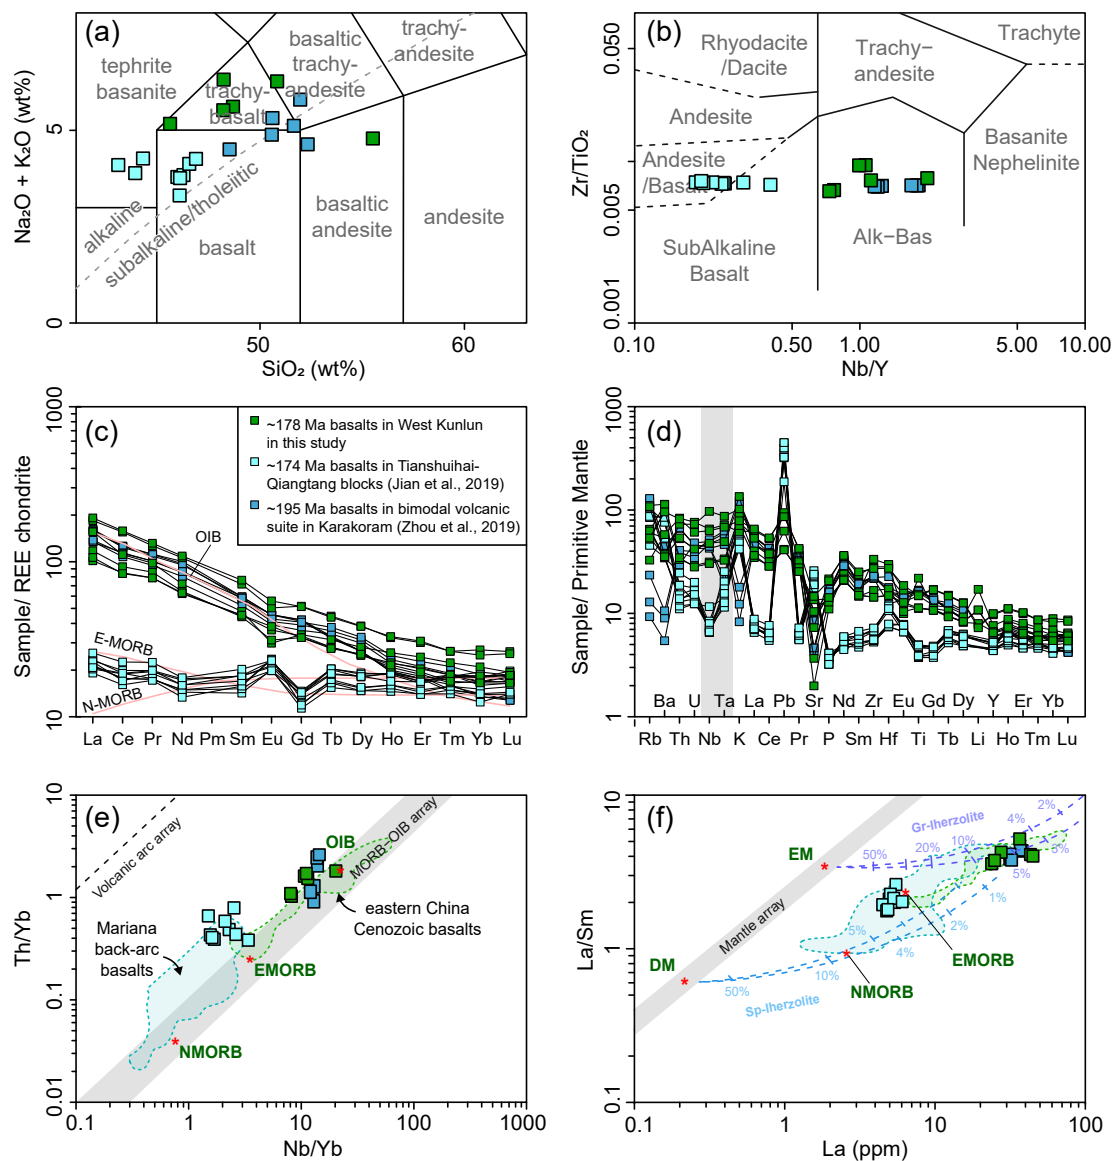 (a)
tephrite
basanite
trachy-
basalt
basaltic
trachy-
andesite
trachy-
andesite
alkaline
subalkaline/tholeiitic
basalt
basaltic
andesite
andesite
Na₂O + K₂O (wt%)
5
0
50
60
SiO₂ (wt%)
(b)
Rhyodacite
/Dacite
Trachy−
andesite
Trachyte
Andesite
Andesite
/Basalt
Basanite
Nephelinite
SubAlkaline
Basalt
Alk−Bas
Zr/TiO₂
0.050
0.005
0.001
0.10
0.50
1.00
5.00
10.00
Nb/Y
(c)
~178 Ma basalts in West Kunlun
in this study
~174 Ma basalts in Tianshuihai-
Qiangtang blocks (Jian et al., 2019)
~195 Ma basalts in bimodal volcanic
suite in Karakoram (Zhou et al., 2019)
OIB
E-MORB
N-MORB
Sample/ REE chondrite
1000
100
10
La Ce Pr Nd Pm Sm Eu Gd Tb Dy Ho Er Tm Yb Lu
(d)
Sample/ Primitive Mantle
1000
100
10
1
Ba U Ta La Pb Sr Nd Zr Eu Gd Dy Y Er Yb
Rb Th Nb K Ce Pr P Sm Hf Ti Tb Li Ho Tm Lu
(e)
Volcanic arc array
OIB
MORB−OIB array
Mariana
back-arc
basalts
eastern China
Cenozoic basalts
EMORB
NMORB
Th/Yb
10
1
0.1
0.01
0.1
1
10
100
1000
Nb/Yb
(f)
Gr-lherzolite
2%
4%
10%
20%
50%
3%
5%
EM
Mantle array
1%
2%
4%
5%
10%
50%
Sp-lherzolite
DM
EMORB
NMORB
La/Sm
10
1
0.1
0.1
1
10
100
La (ppm)